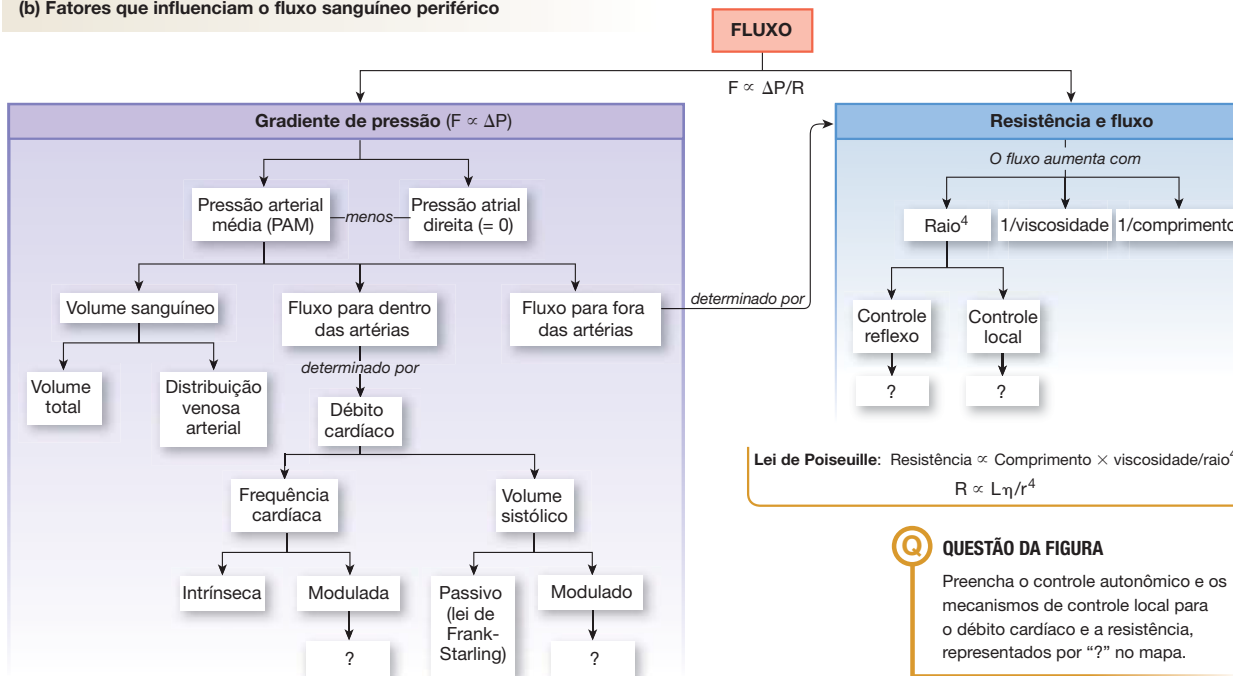 (b) Fatores que influenciam o fluxo sanguíneo periférico
FLUXO
F ∝ ΔP/R
Gradiente de pressão (F ∝ ΔP)
Pressão arterial
média (PAM)
menos
Pressão atrial
direita (= 0)
Volume sanguíneo
Fluxo para dentro
das artérias
Fluxo para fora
das artérias
determinado por
determinado por
Volume
total
Distribuição
venosa
arterial
Débito
cardíaco
Frequência
cardíaca
Volume
sistólico
Intrínseca
Modulada
Passivo
(lei de
Frank-
Starling)
Modulado
?
?
Resistência e fluxo
O fluxo aumenta com
Raio⁴
1/viscosidade
1/comprimento
Controle
reflexo
Controle
local
?
?
Lei de Poiseuille: Resistência ∝ Comprimento × viscosidade/raio⁴
R ∝ Lη/r⁴
Q QUESTÃO DA FIGURA
Preencha o controle autonômico e os
mecanismos de controle local para
o débito cardíaco e a resistência,
representados por “?” no mapa.